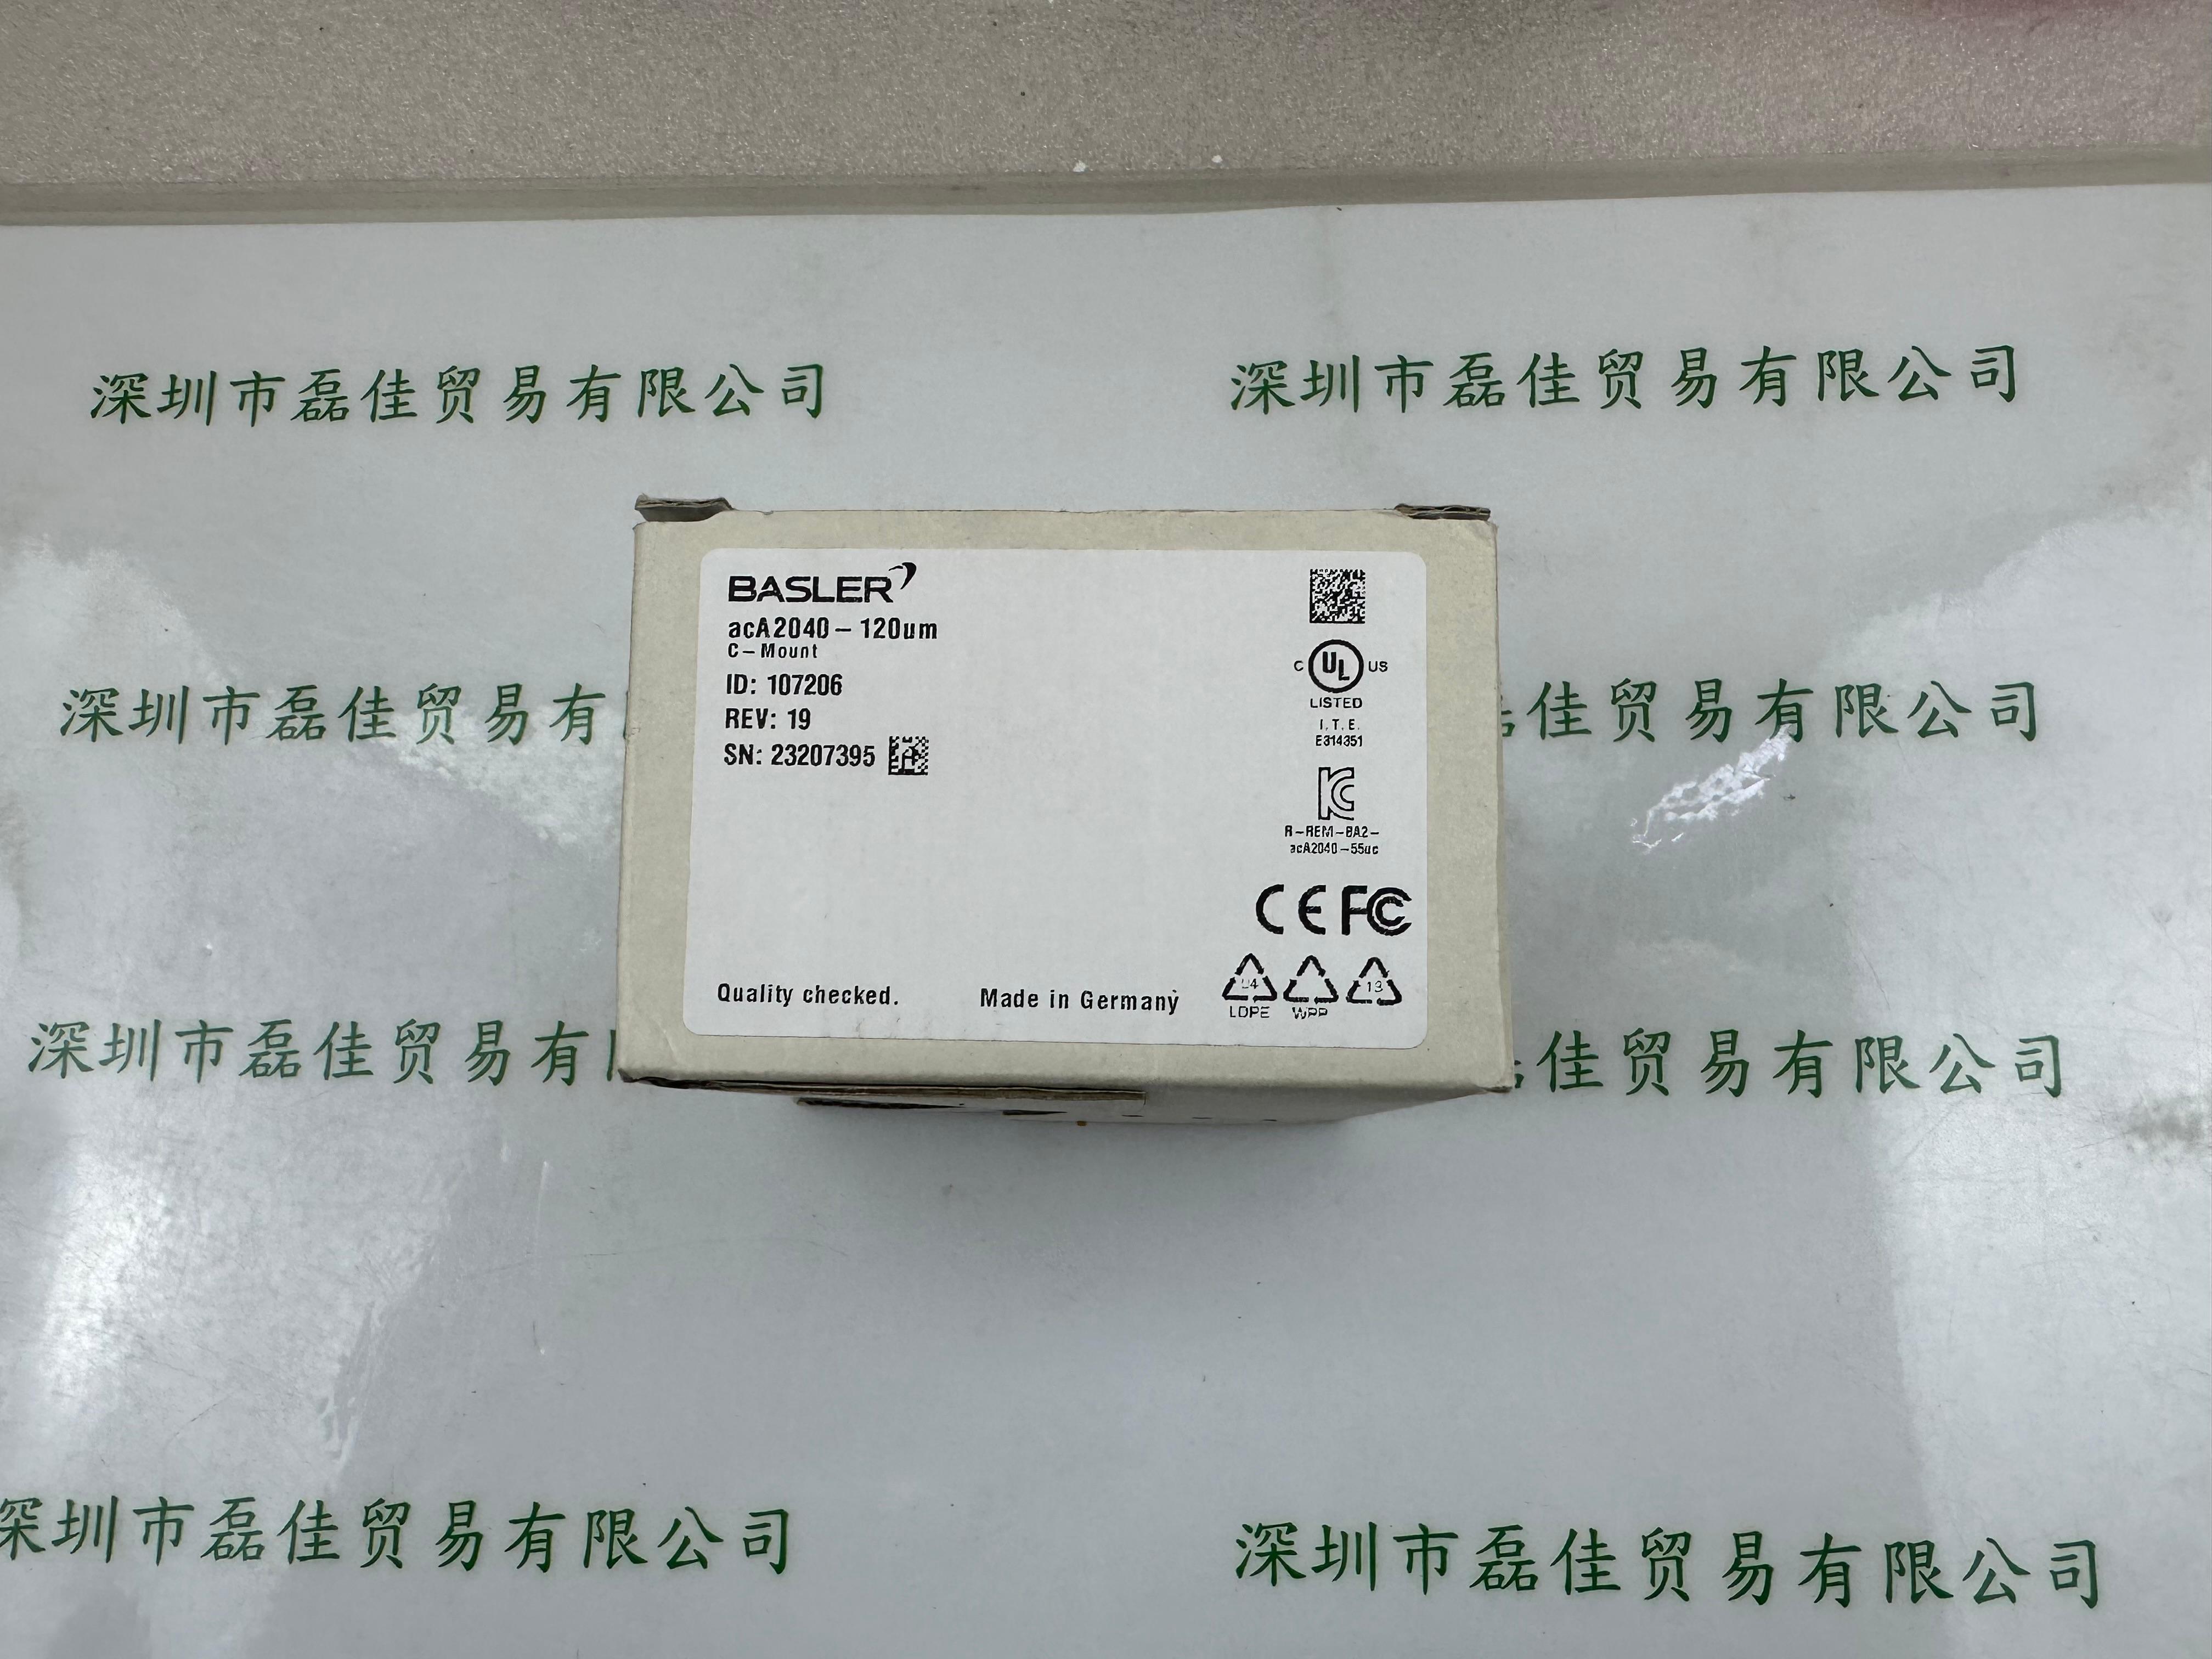 深圳市磊佳贸易有限公司 深圳市磊佳贸易有限公司
BASLER
acA2040-120um
C-Mount
ID: 107206
REV: 19
SN: 23207395
C UL US
LISTED
I.T.E.
E314351
R-REM-BA2-
acA2040-55uc
CE FC
Quality checked.
Made in Germany
04 13
LDPE WPP
深圳市磊佳贸易有 佳贸易有限公司
深圳市磊佳贸易有 佳贸易有限公司
深圳市磊佳贸易有限公司 深圳市磊佳贸易有限公司